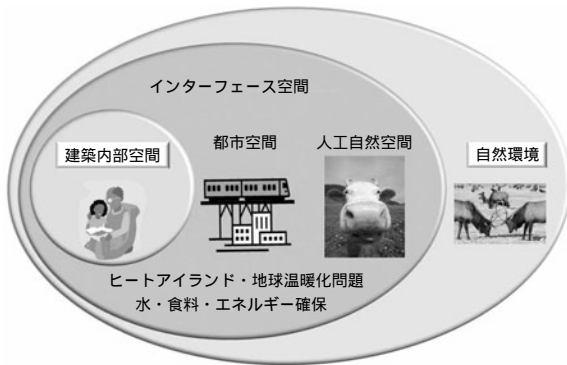 インターフェース空間
建築内部空間
都市空間
人工自然空間
自然環境
ヒートアイランド・地球温暖化問題
水・食料・エネルギー確保